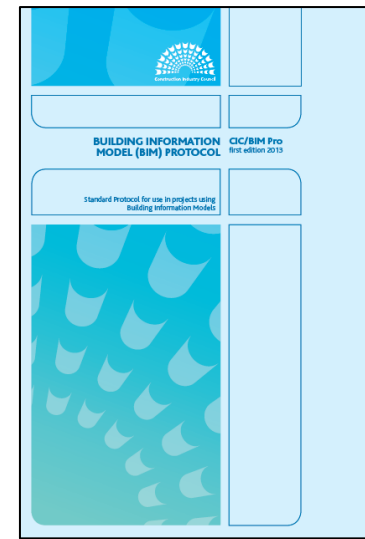 Construction Industry Council
BUILDING INFORMATION
MODEL (BIM) PROTOCOL
CIC/BIM Pro
first edition 2013
Standard Protocol for use in projects using
Building Information Models